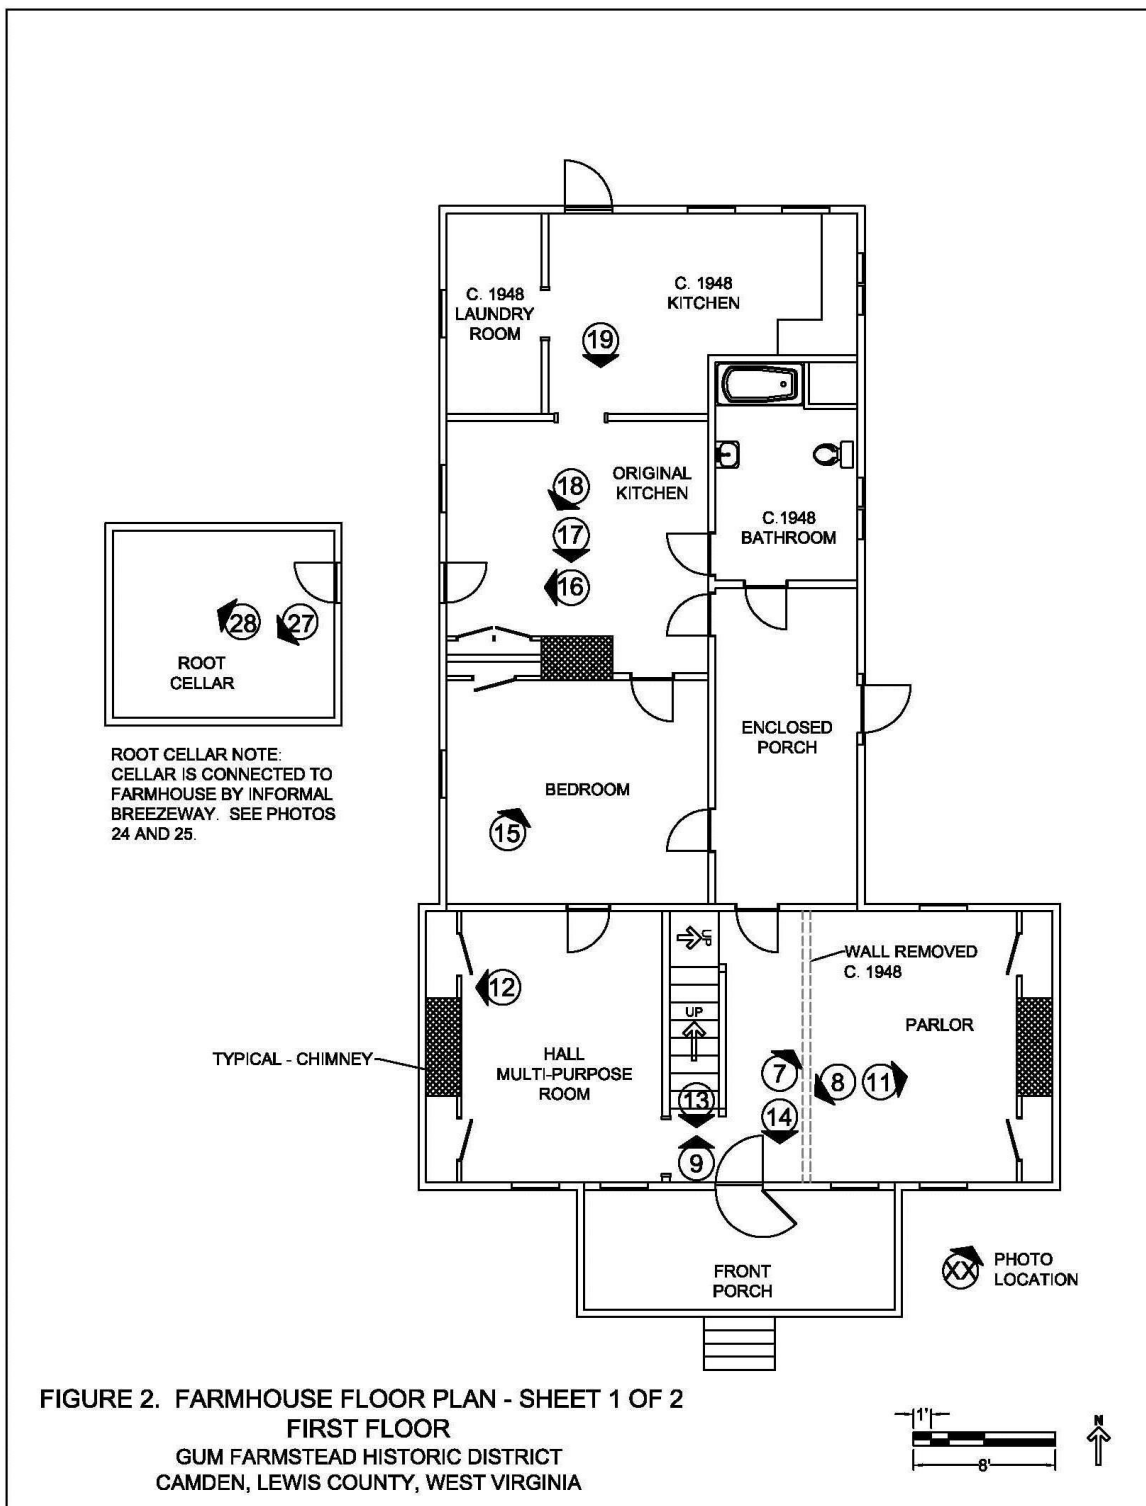 C. 1948
LAUNDRY
ROOM
C. 1948
KITCHEN
19
18
ORIGINAL
KITCHEN
17
16
C.1948
BATHROOM
28
27
ROOT
CELLAR
ROOT CELLAR NOTE:
CELLAR IS CONNECTED TO
FARMHOUSE BY INFORMAL
BREEZEWAY. SEE PHOTOS
24 AND 25.
ENCLOSED
PORCH
BEDROOM
15
UP
WALL REMOVED
C. 1948
12
UP
PARLOR
TYPICAL - CHIMNEY
HALL
MULTI-PURPOSE
ROOM
7
8
11
13
14
9
FRONT
PORCH
XX
PHOTO
LOCATION
FIGURE 2. FARMHOUSE FLOOR PLAN - SHEET 1 OF 2
FIRST FLOOR
GUM FARMSTEAD HISTORIC DISTRICT
CAMDEN, LEWIS COUNTY, WEST VIRGINIA
1'
8'
N